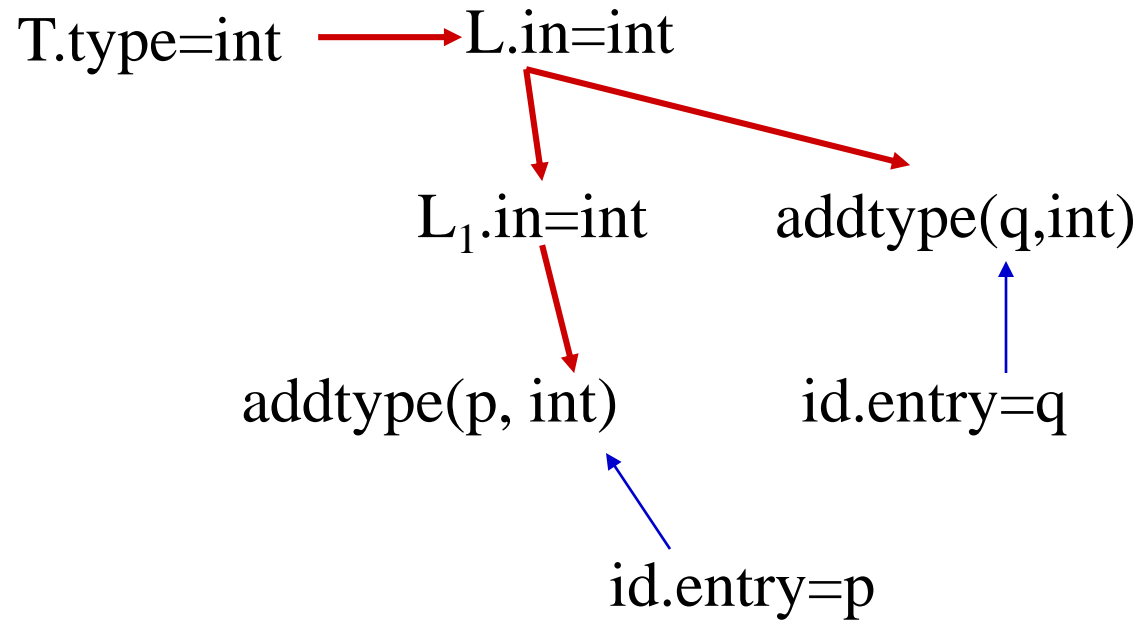 T.type=int L.in=int
L₁.in=int addtype(q,int)
addtype(p, int) id.entry=q
id.entry=p